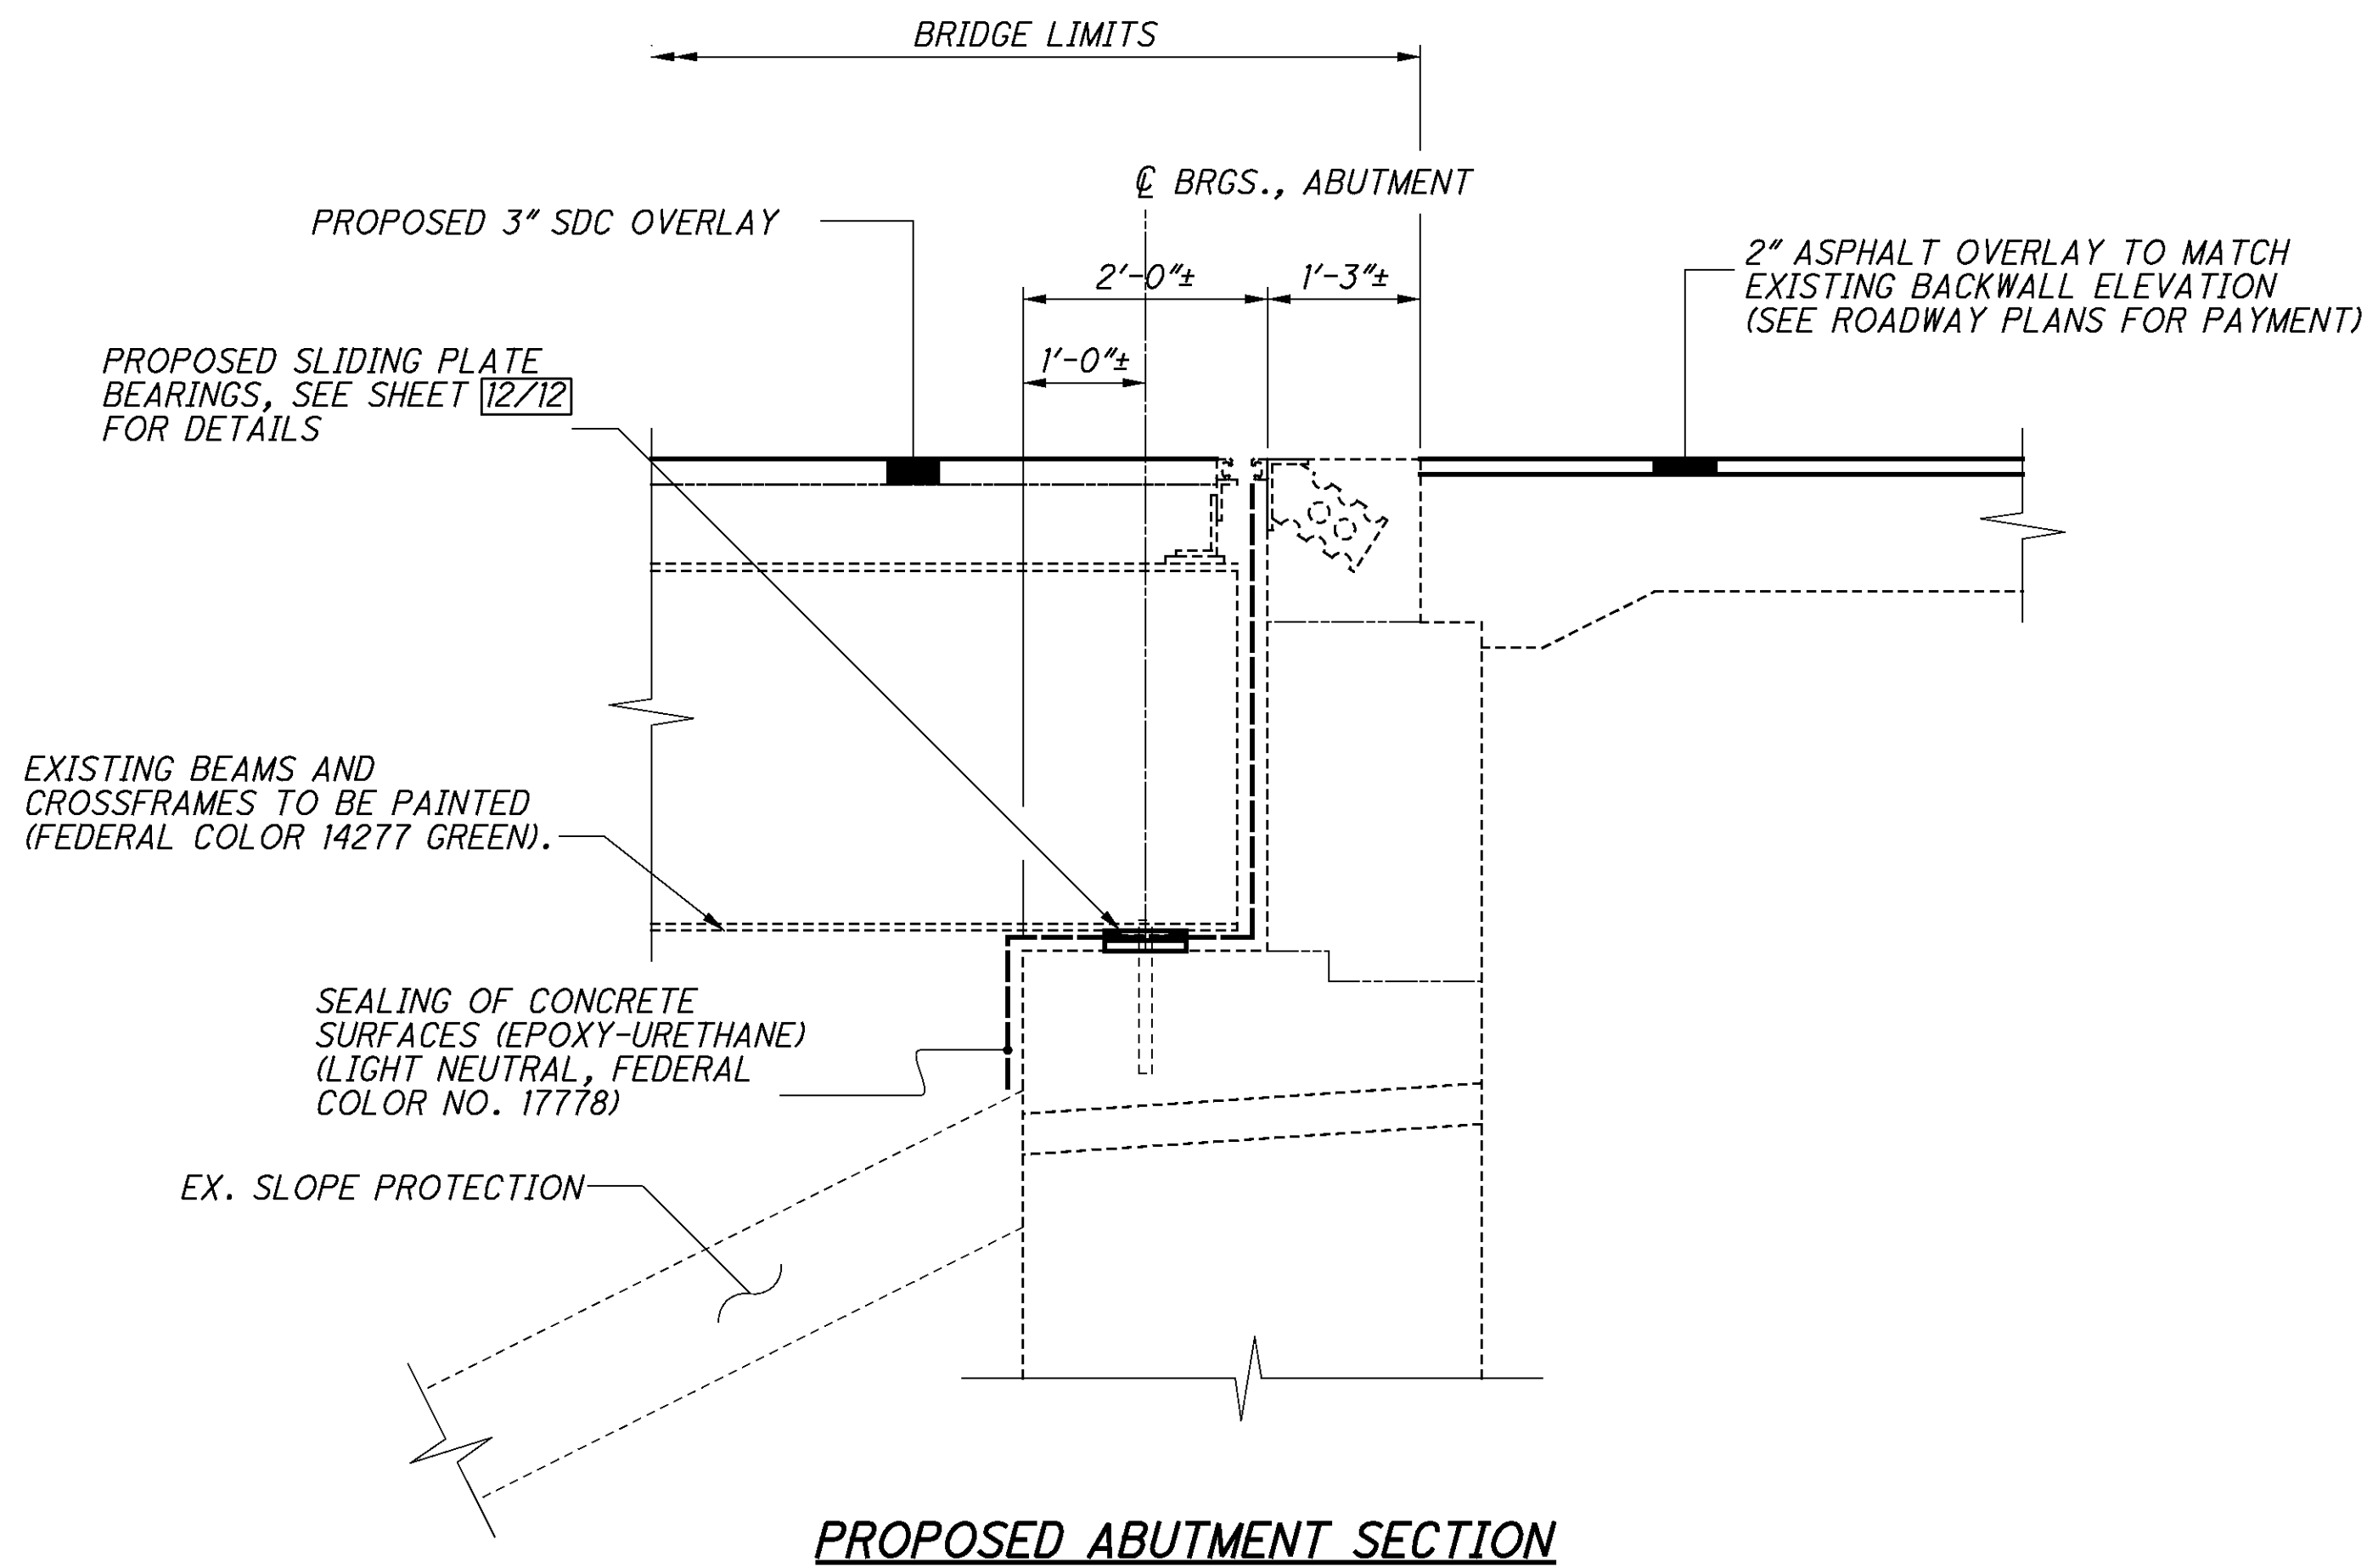 BRIDGE LIMITS
℄ BRGS., ABUTMENT
PROPOSED 3" SDC OVERLAY
2" ASPHALT OVERLAY TO MATCH
EXISTING BACKWALL ELEVATION
(SEE ROADWAY PLANS FOR PAYMENT)
2'-0"±
1'-3"±
1'-0"±
PROPOSED SLIDING PLATE
BEARINGS, SEE SHEET 12/12
FOR DETAILS
EXISTING BEAMS AND
CROSSFRAMES TO BE PAINTED
(FEDERAL COLOR 14277 GREEN).
SEALING OF CONCRETE
SURFACES (EPOXY-URETHANE)
(LIGHT NEUTRAL, FEDERAL
COLOR NO. 17778)
EX. SLOPE PROTECTION
PROPOSED ABUTMENT SECTION